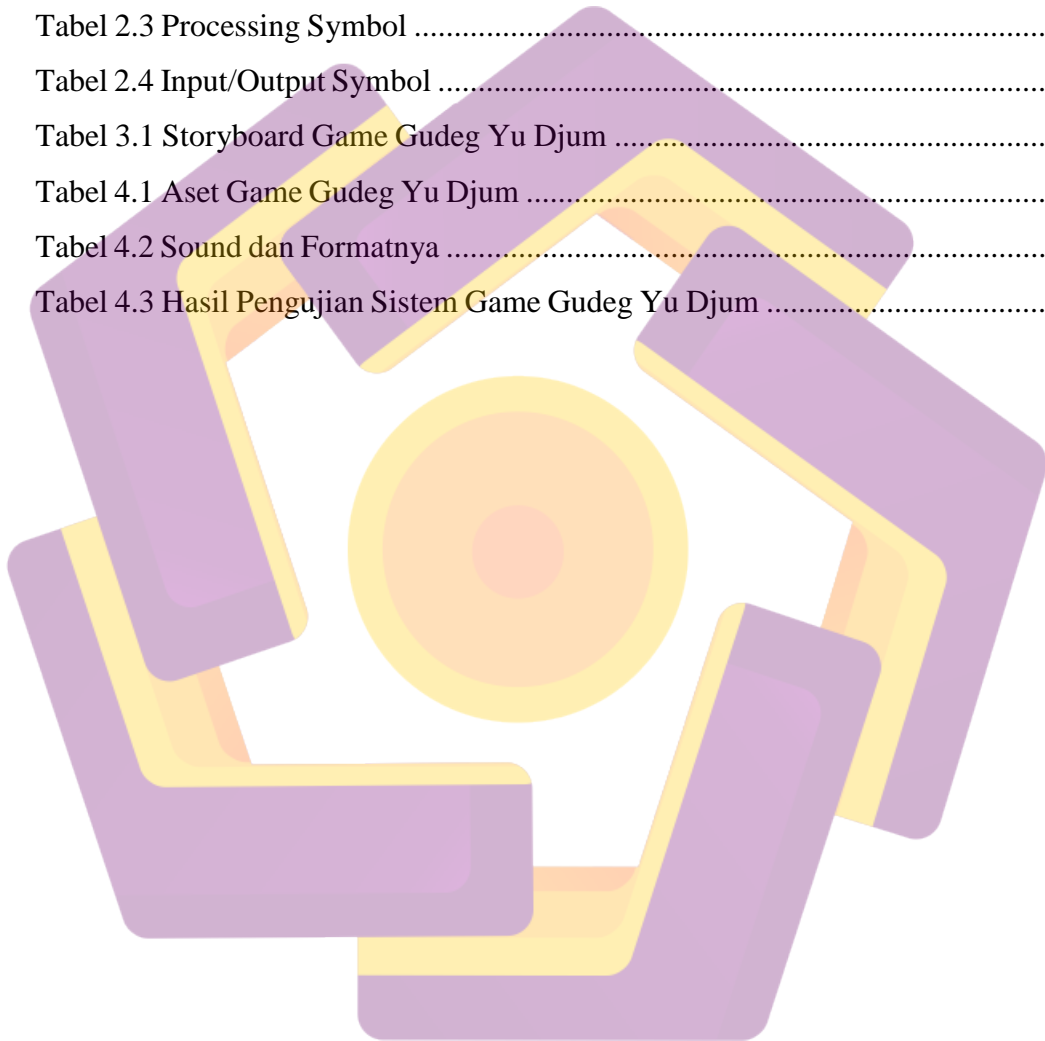 Tabel 2.3 Processing Symbol ................................................................................
Tabel 2.4 Input/Output Symbol .............................................................................
Tabel 3.1 Storyboard Game Gudeg Yu Djum ......................................................
Tabel 4.1 Aset Game Gudeg Yu Djum .................................................................
Tabel 4.2 Sound dan Formatnya ...........................................................................
Tabel 4.3 Hasil Pengujian Sistem Game Gudeg Yu Djum ...................................